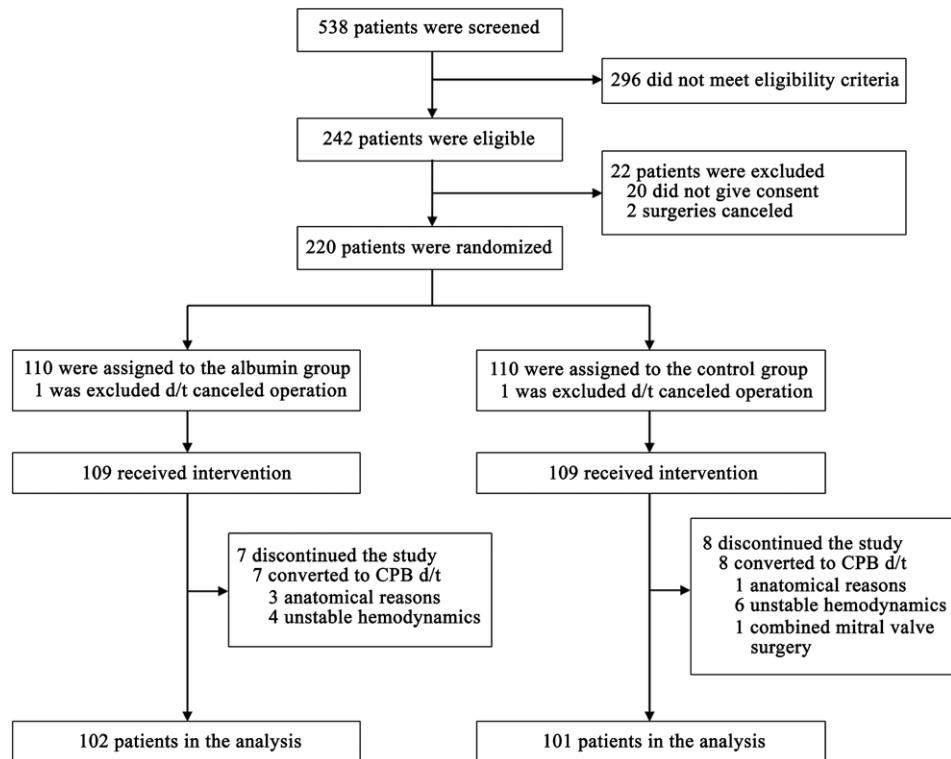 538 patients were screened
296 did not meet eligibility criteria
242 patients were eligible
22 patients were excluded
20 did not give consent
2 surgeries canceled
220 patients were randomized
110 were assigned to the albumin group
1 was excluded d/t canceled operation
110 were assigned to the control group
1 was excluded d/t canceled operation
109 received intervention
109 received intervention
7 discontinued the study
7 converted to CPB d/t
3 anatomical reasons
4 unstable hemodynamics
8 discontinued the study
8 converted to CPB d/t
1 anatomical reasons
6 unstable hemodynamics
1 combined mitral valve
surgery
102 patients in the analysis
101 patients in the analysis